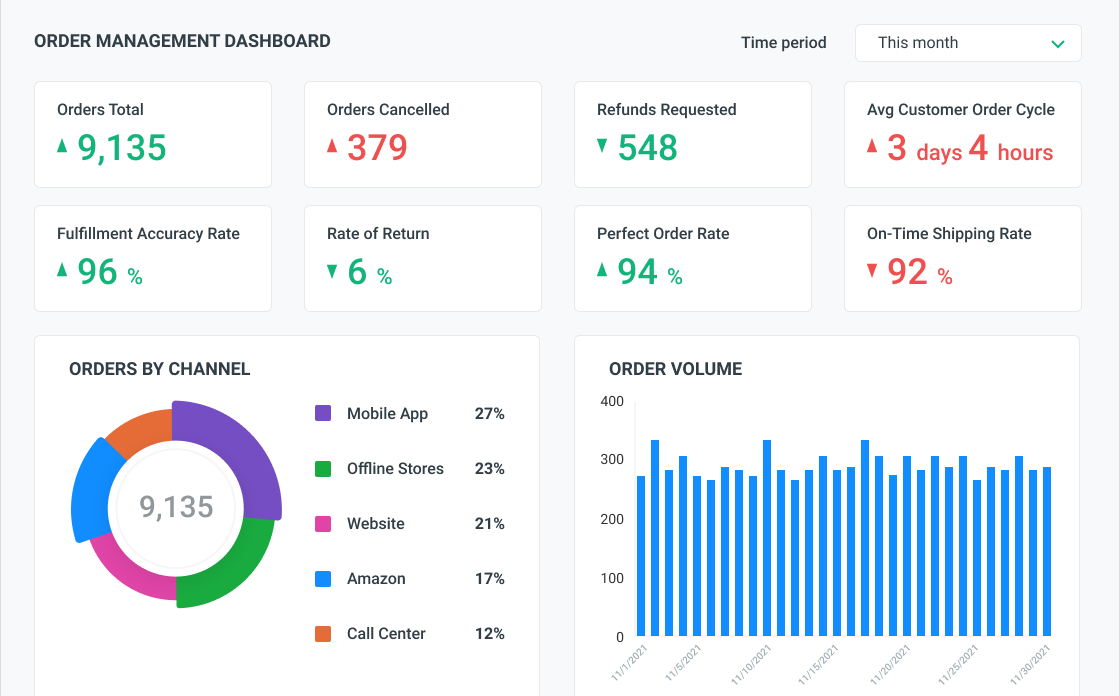 ORDER MANAGEMENT DASHBOARD
Time period
This month
Orders Total
9,135
Orders Cancelled
379
Refunds Requested
548
Avg Customer Order Cycle
3 days 4 hours
Fulfillment Accuracy Rate
96 %
Rate of Return
6 %
Perfect Order Rate
94 %
On-Time Shipping Rate
92 %
ORDERS BY CHANNEL
9,135
Mobile App 27%
Offline Stores 23%
Website 21%
Amazon 17%
Call Center 12%
ORDER VOLUME
400
300
200
100
0
11/1/2021
11/5/2021
11/10/2021
11/15/2021
11/20/2021
11/25/2021
11/30/2021